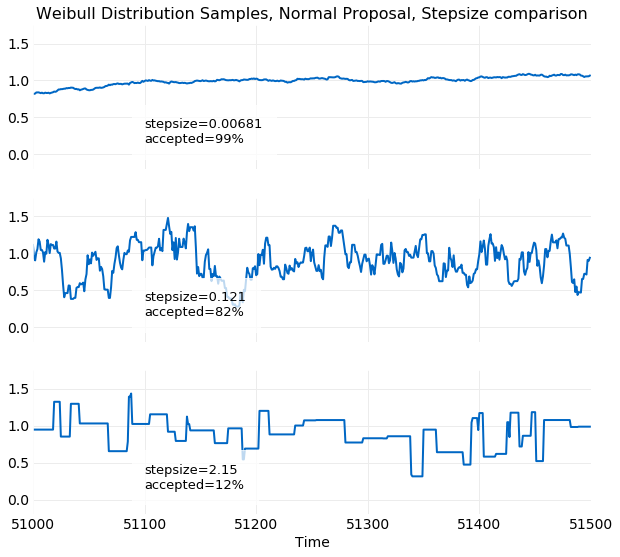 Weibull Distribution Samples, Normal Proposal, Stepsize comparison
1.5
1.0
0.5
0.0
stepsize=0.00681
accepted=99%
1.5
1.0
0.5
0.0
stepsize=0.121
accepted=82%
1.5
1.0
0.5
0.0
stepsize=2.15
accepted=12%
51000 51100 51200 51300 51400 51500
Time